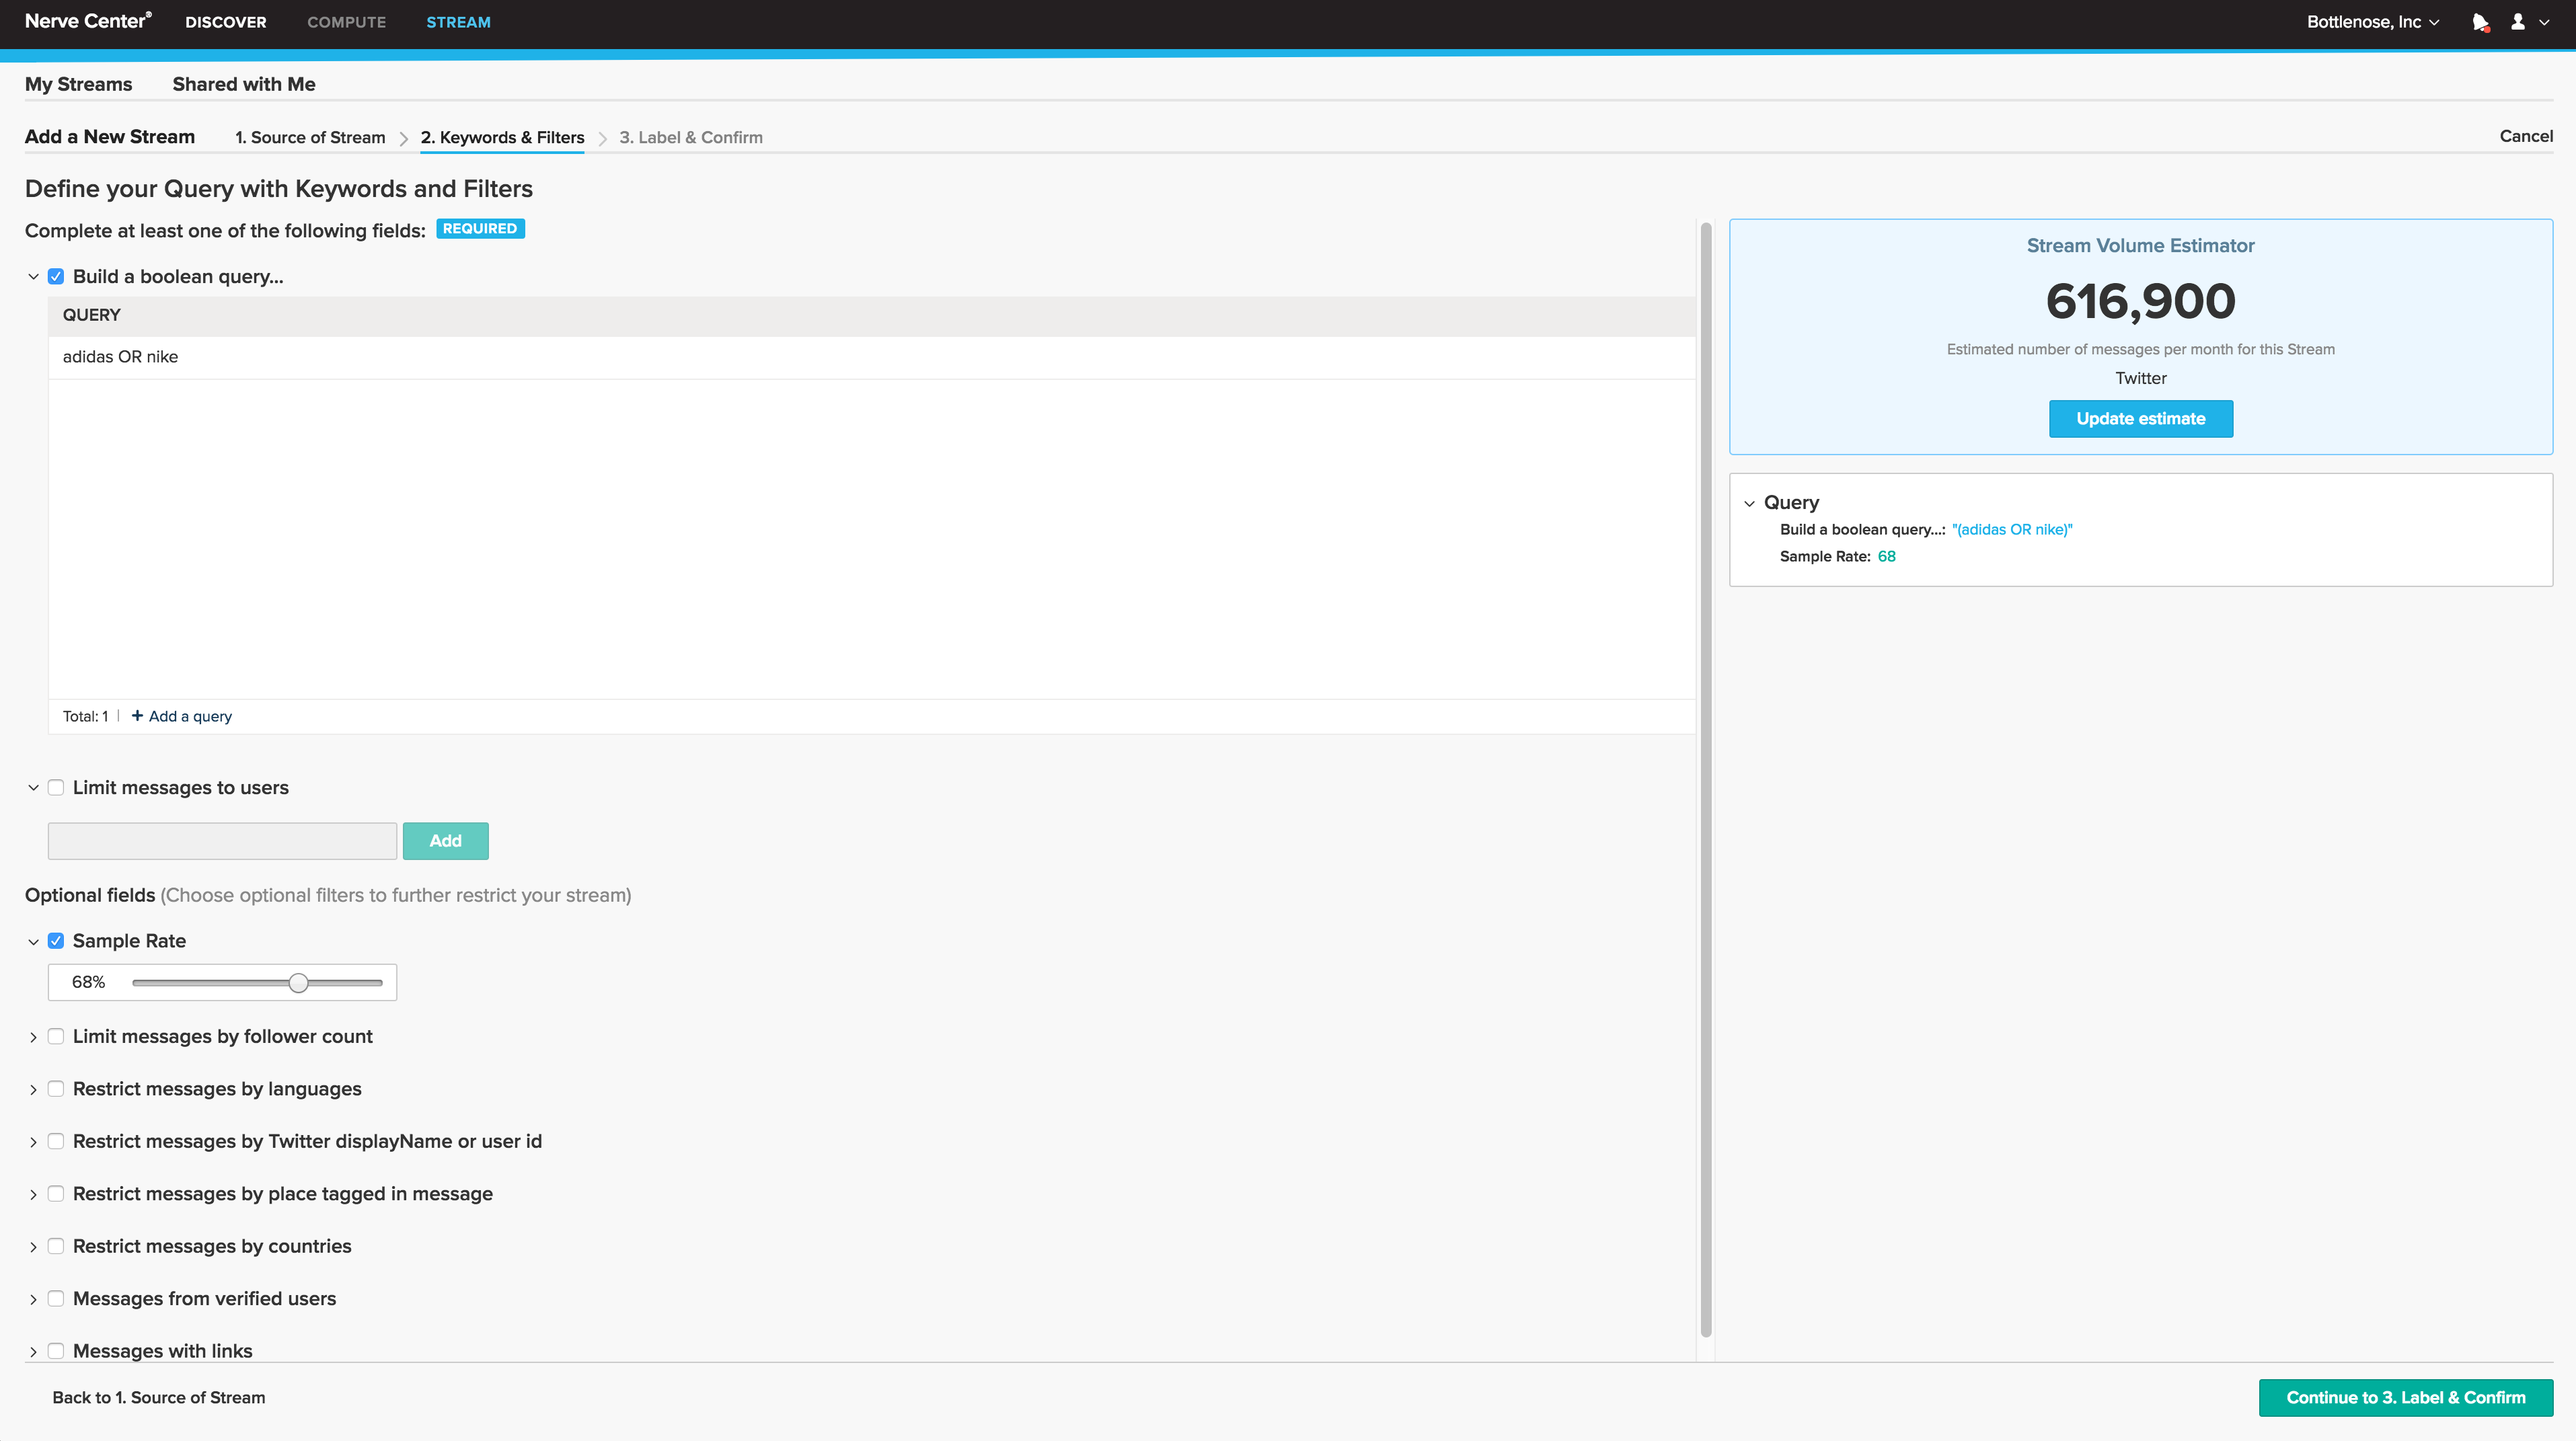 Nerve Center® DISCOVER COMPUTE STREAM Bottlenose, Inc
My Streams Shared with Me
Add a New Stream 1. Source of Stream 2. Keywords & Filters 3. Label & Confirm Cancel
Define your Query with Keywords and Filters
Complete at least one of the following fields: REQUIRED
Build a boolean query...
QUERY
adidas OR nike
Total: 1 | + Add a query
Limit messages to users
Add
Optional fields (Choose optional filters to further restrict your stream)
Sample Rate
68%
Limit messages by follower count
Restrict messages by languages
Restrict messages by Twitter displayName or user id
Restrict messages by place tagged in message
Restrict messages by countries
Messages from verified users
Messages with links
Stream Volume Estimator
616,900
Estimated number of messages per month for this Stream
Twitter
Update estimate
Query
Build a boolean query...: "(adidas OR nike)"
Sample Rate: 68
Back to 1. Source of Stream
Continue to 3. Label & Confirm